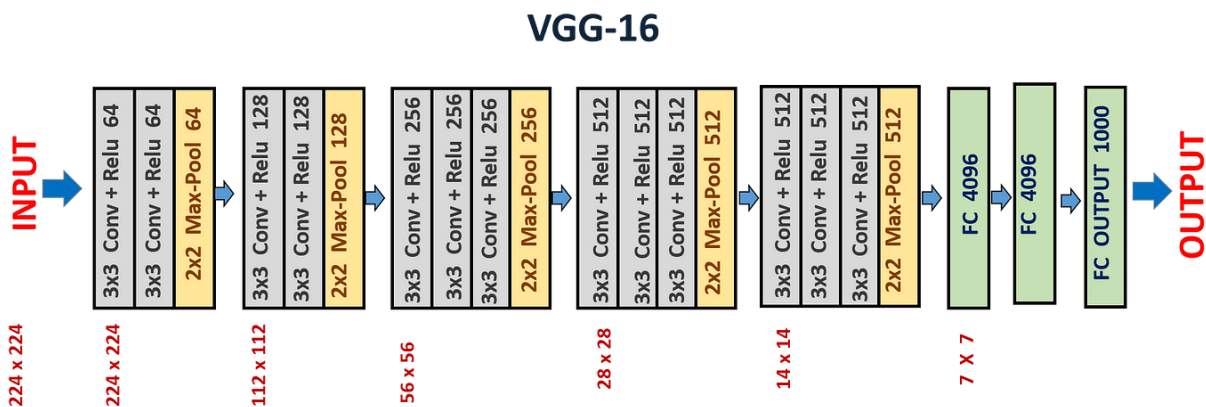 VGG-16
INPUT
3x3 Conv + Relu 64
3x3 Conv + Relu 64
2x2 Max-Pool 64
3x3 Conv + Relu 128
3x3 Conv + Relu 128
2x2 Max-Pool 128
3x3 Conv + Relu 256
3x3 Conv + Relu 256
3x3 Conv + Relu 256
2x2 Max-Pool 256
3x3 Conv + Relu 512
3x3 Conv + Relu 512
3x3 Conv + Relu 512
2x2 Max-Pool 512
3x3 Conv + Relu 512
3x3 Conv + Relu 512
3x3 Conv + Relu 512
2x2 Max-Pool 512
FC 4096
FC 4096
FC OUTPUT 1000
OUTPUT
224 x 224
224 x 224
112 x 112
56 x 56
28 x 28
14 x 14
7 X 7